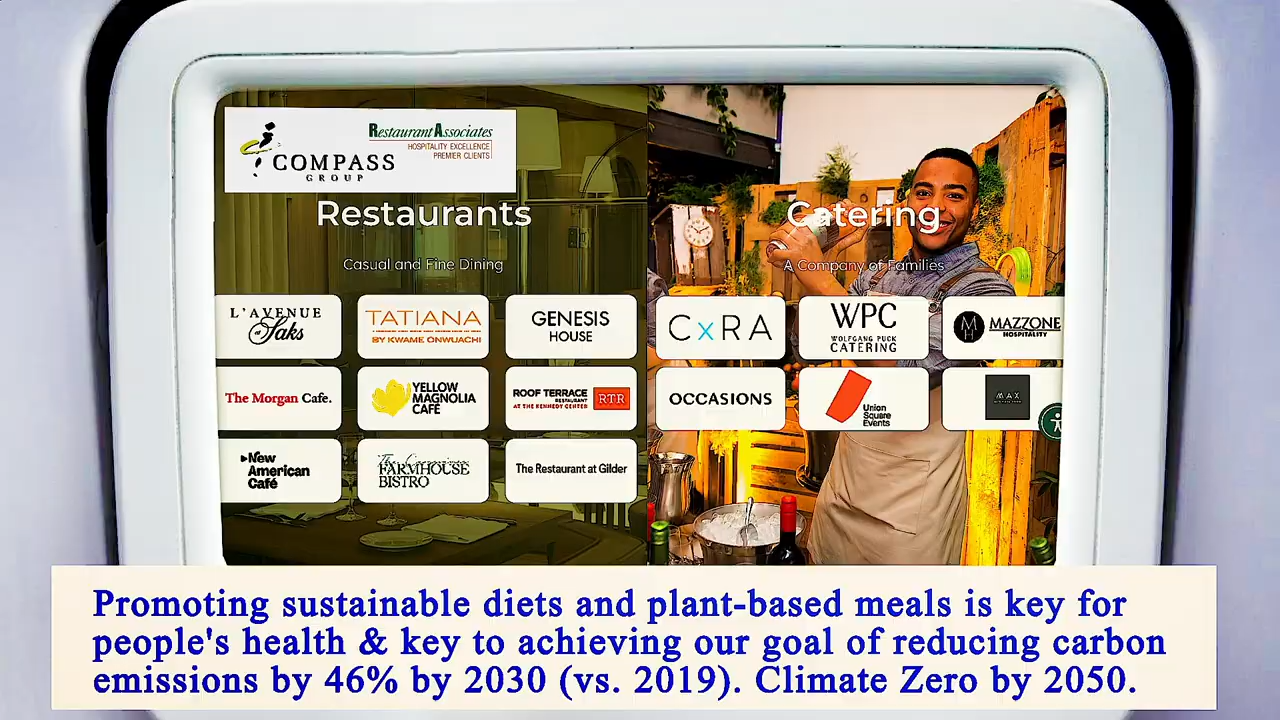 COMPASS
GROUP
RESTAURANT ASSOCIATES
HOSPITALITY EXCELLENCE
PREMIER CLIENTS
Restaurants
Casual and Fine Dining
L'AVENUE
at Saks
TATIANA
BY KWAME ONWUACHI
GENESIS
HOUSE
The Morgan Cafe.
YELLOW
MAGNOLIA
CAFÉ
ROOF TERRACE
RESTAURANT
AT THE KENNEDY CENTER
RTR
New
American
Café
FARMHOUSE
BISTRO
The Restaurant at Gilder
Catering
A Company of Families
CxRA
WPC
WOLFGANG PUCK
CATERING
MH
MAZZONE
HOSPITALITY
OCCASIONS
Union
Square
Events
MAX
Promoting sustainable diets and plant-based meals is key for
people's health & key to achieving our goal of reducing carbon
emissions by 46% by 2030 (vs. 2019). Climate Zero by 2050.